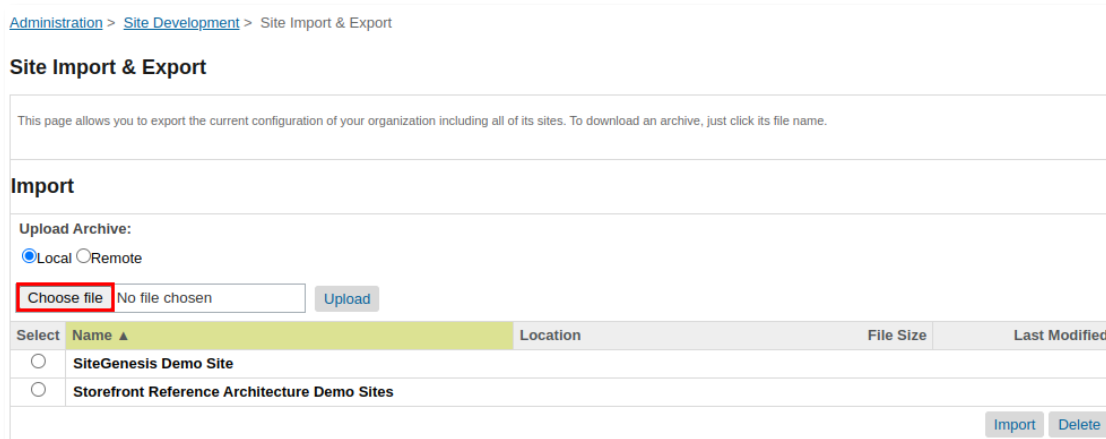 Administration > Site Development > Site Import & Export
Site Import & Export
This page allows you to export the current configuration of your organization including all of its sites. To download an archive, just click its file name.
Import
Upload Archive:
Local Remote
Choose file No file chosen Upload
Select Name ▲ Location File Size Last Modified
SiteGenesis Demo Site
Storefront Reference Architecture Demo Sites
Import Delete